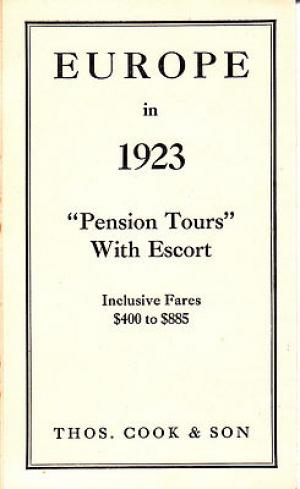 EUROPE
in
1923
"Pension Tours"
With Escort
Inclusive Fares
$400 to $885
THOS. COOK & SON